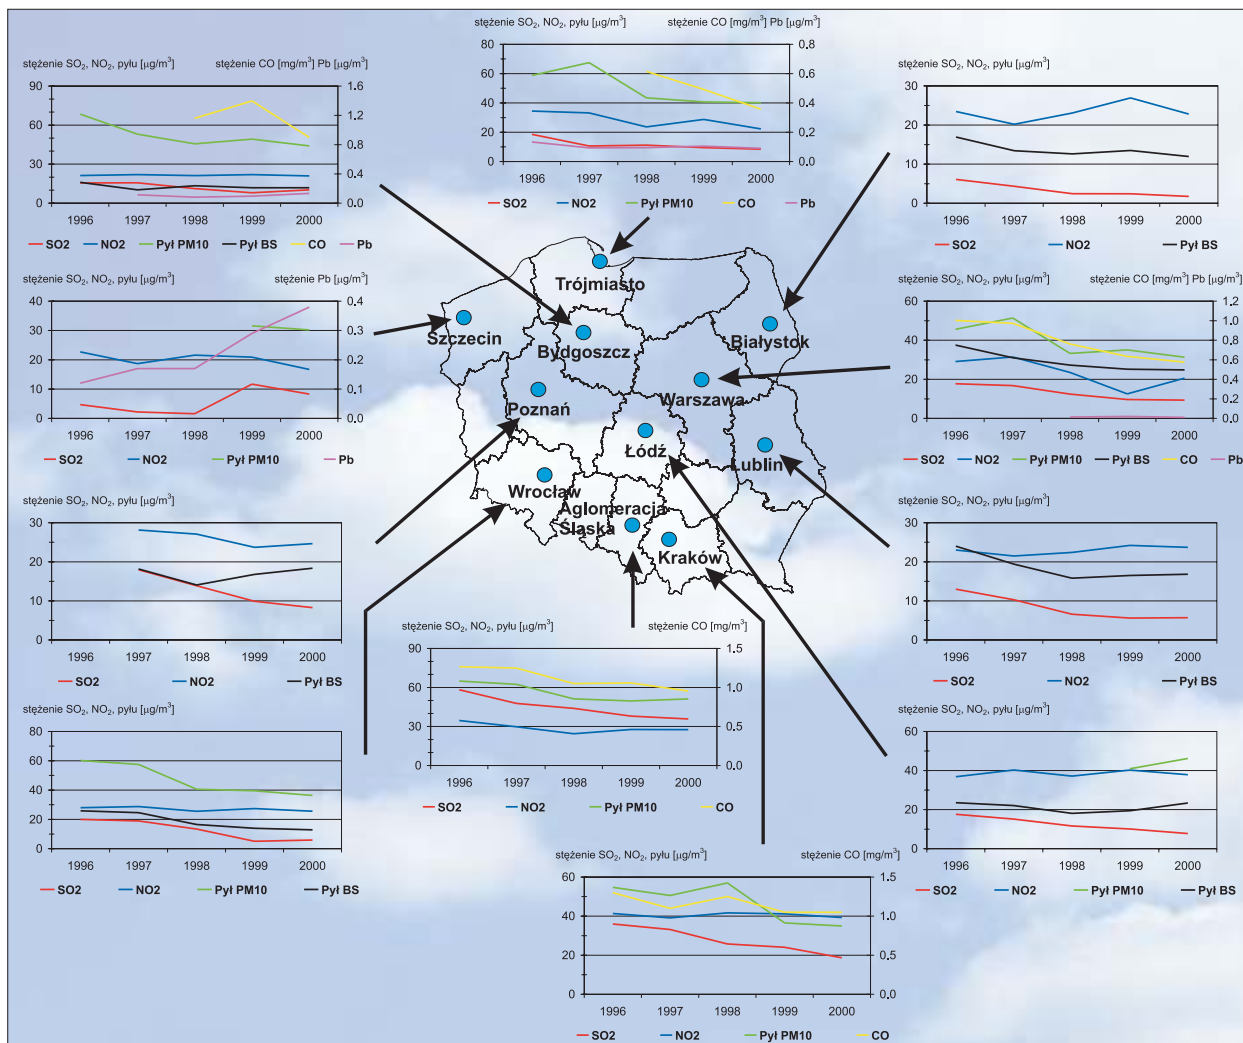 stężenie SO2, NO2, pyłu [µg/m3] stężenie CO [mg/m3] Pb [µg/m3]
80 0,8
60 0,6
40 0,4
20 0,2
0 0,0
1996 1997 1998 1999 2000
SO2 NO2 Pył PM10 CO Pb
stężenie SO2, NO2, pyłu [µg/m3] stężenie CO [mg/m3] Pb [µg/m3]
120 1,6
90 1,2
60 0,8
30 0,4
0 0,0
1996 1997 1998 1999 2000
SO2 NO2 Pył PM10 Pył BS CO Pb
stężenie SO2, NO2, pyłu [µg/m3]
30
20
10
0
1996 1997 1998 1999 2000
SO2 NO2 Pył BS
stężenie SO2, NO2, pyłu [µg/m3] stężenie Pb [µg/m3]
40 0,4
30 0,3
20 0,2
10 0,1
0 0,0
1996 1997 1998 1999 2000
SO2 NO2 Pył PM10 Pb
Trójmiasto
Szczecin
Bydgoszcz
Białystok
Poznań
Warszawa
Łódź
Lublin
Wrocław
Aglomeracja
Śląska
Kraków
stężenie SO2, NO2, pyłu [µg/m3] stężenie CO [mg/m3] Pb [µg/m3]
60 1,2
1,0
40 0,8
0,6
20 0,4
0,2
0 0,0
1996 1997 1998 1999 2000
SO2 NO2 Pył PM10 Pył BS CO Pb
stężenie SO2, NO2, pyłu [µg/m3]
30
20
10
0
1996 1997 1998 1999 2000
SO2 NO2 Pył BS
stężenie SO2, NO2, pyłu [µg/m3]
30
20
10
0
1996 1997 1998 1999 2000
SO2 NO2 Pył BS
stężenie SO2, NO2, pyłu [µg/m3] stężenie CO [mg/m3]
90 1,5
60 1,0
30 0,5
0 0,0
1996 1997 1998 1999 2000
SO2 NO2 Pył PM10 CO
stężenie SO2, NO2, pyłu [µg/m3]
80
60
40
20
0
1996 1997 1998 1999 2000
SO2 NO2 Pył PM10 Pył BS
stężenie SO2, NO2, pyłu [µg/m3]
60
40
20
0
1996 1997 1998 1999 2000
SO2 NO2 Pył PM10 Pył BS
stężenie SO2, NO2, pyłu [µg/m3] stężenie CO [mg/m3]
60 1,5
40 1,0
20 0,5
0,0
1996 1997 1998 1999 2000
SO2 NO2 Pył PM10 CO